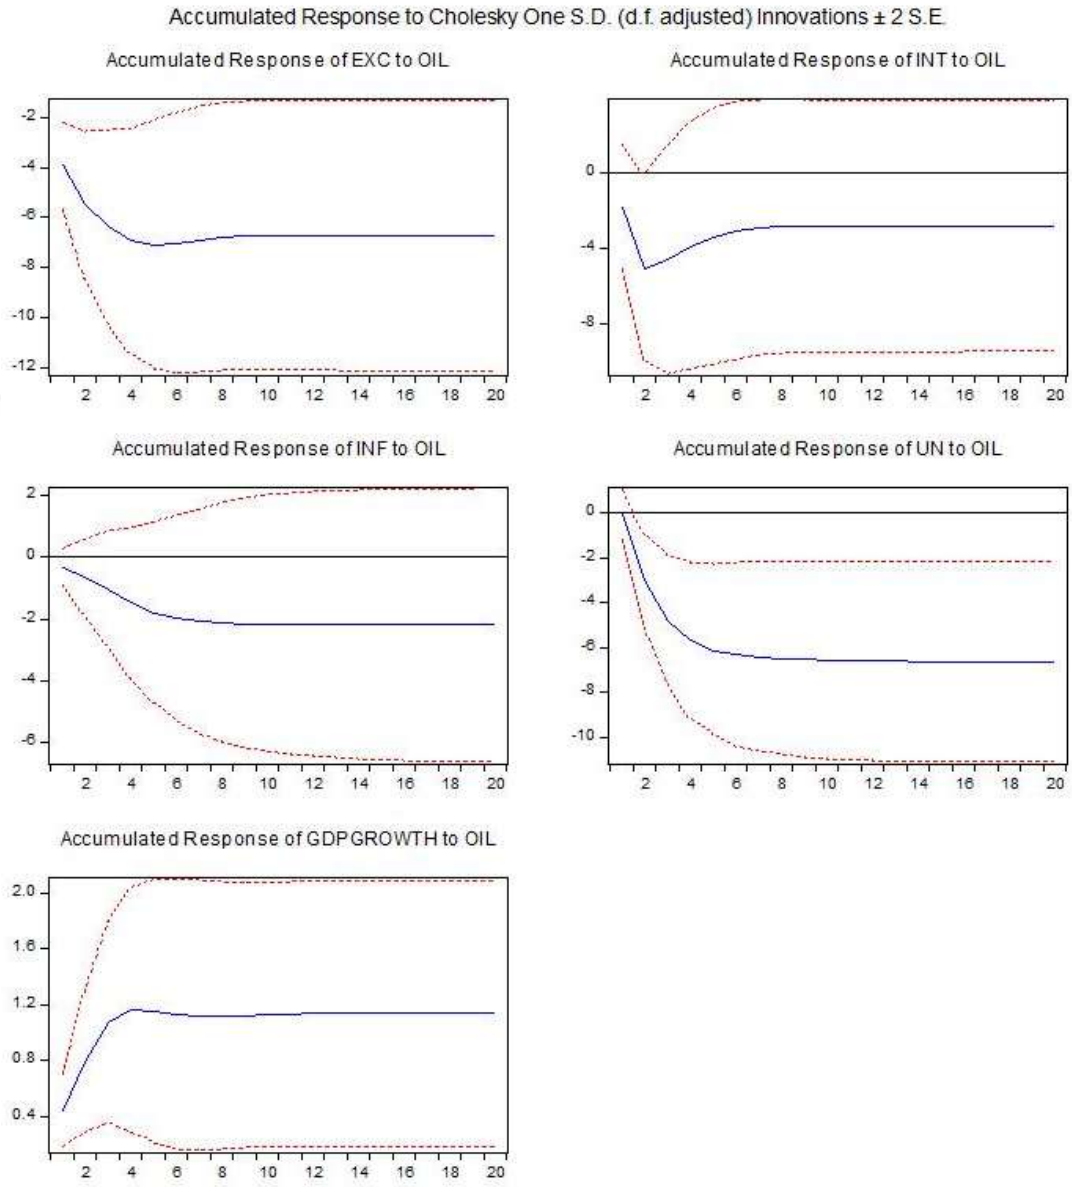 Accumulated Response to Cholesky One S.D. (d.f. adjusted) Innovations ± 2 S.E.
Accumulated Response of EXC to OIL
-2
-4
-6
-8
-10
-12
2 4 6 8 10 12 14 16 18 20
Accumulated Response of INT to OIL
0
-4
-8
2 4 6 8 10 12 14 16 18 20
Accumulated Response of INF to OIL
2
0
-2
-4
-6
2 4 6 8 10 12 14 16 18 20
Accumulated Response of UN to OIL
0
-2
-4
-6
-8
-10
2 4 6 8 10 12 14 16 18 20
Accumulated Response of GDPGROWTH to OIL
2.0
1.6
1.2
0.8
0.4
2 4 6 8 10 12 14 16 18 20